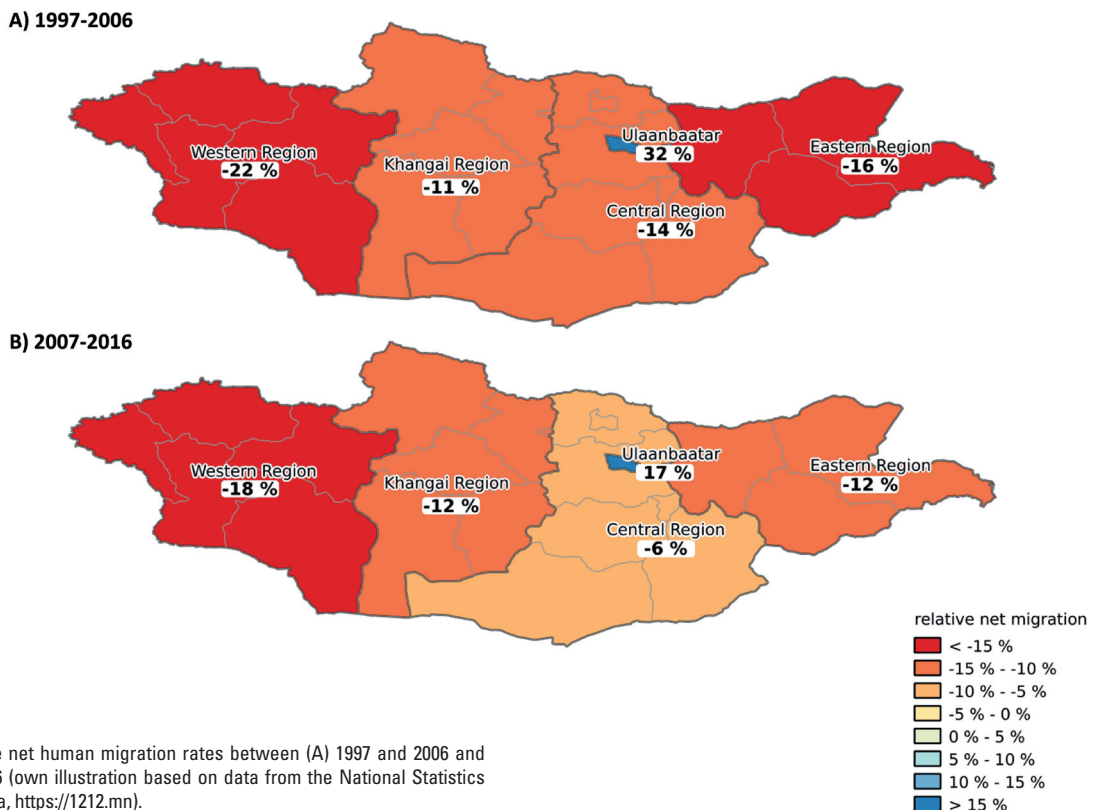 A) 1997-2006
Western Region
-22 %
Khangai Region
-11 %
Ulaanbaatar
32 %
Eastern Region
-16 %
Central Region
-14 %
B) 2007-2016
Western Region
-18 %
Khangai Region
-12 %
Ulaanbaatar
17 %
Eastern Region
-12 %
Central Region
-6 %
relative net migration
< -15 %
-15 % - -10 %
-10 % - -5 %
-5 % - 0 %
0 % - 5 %
5 % - 10 %
10 % - 15 %
> 15 %
net human migration rates between (A) 1997 and 2006 and
(own illustration based on data from the National Statistics
https://1212.mn).